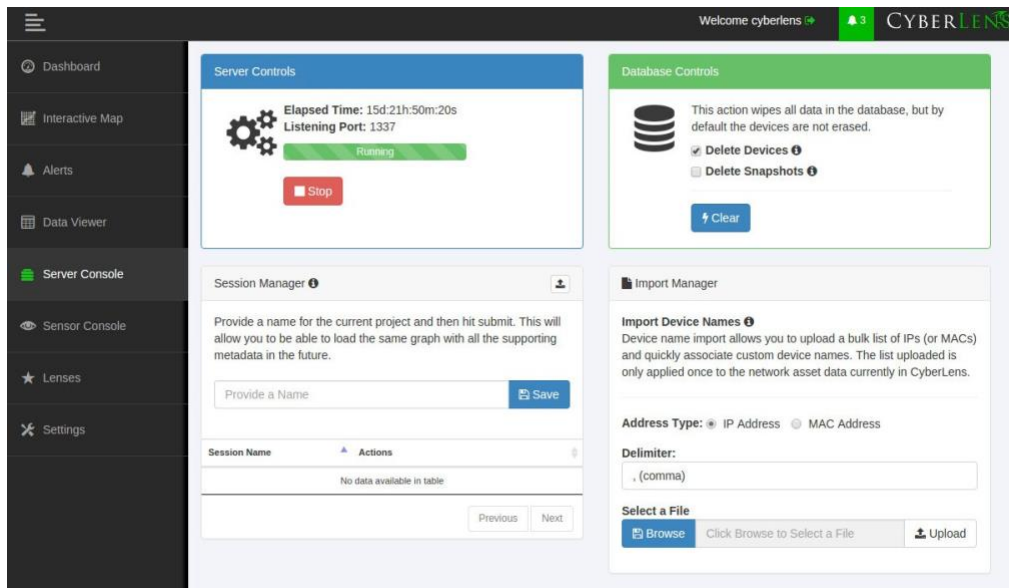 Welcome cyberlens
3
CYBERLENS
Dashboard
Interactive Map
Alerts
Data Viewer
Server Console
Sensor Console
Lenses
Settings
Server Controls
Elapsed Time: 15d:21h:50m:20s
Listening Port: 1337
Running
Stop
Database Controls
This action wipes all data in the database, but by
default the devices are not erased.
Delete Devices
Delete Snapshots
Clear
Session Manager
Provide a name for the current project and then hit submit. This will
allow you to be able to load the same graph with all the supporting
metadata in the future.
Provide a Name
Save
Session Name Actions
No data available in table
Previous Next
Import Manager
Import Device Names
Device name import allows you to upload a bulk list of IPs (or MACs)
and quickly associate custom device names. The list uploaded is
only applied once to the network asset data currently in CyberLens.
Address Type: IP Address MAC Address
Delimiter:
, (comma)
Select a File
Browse Click Browse to Select a File Upload